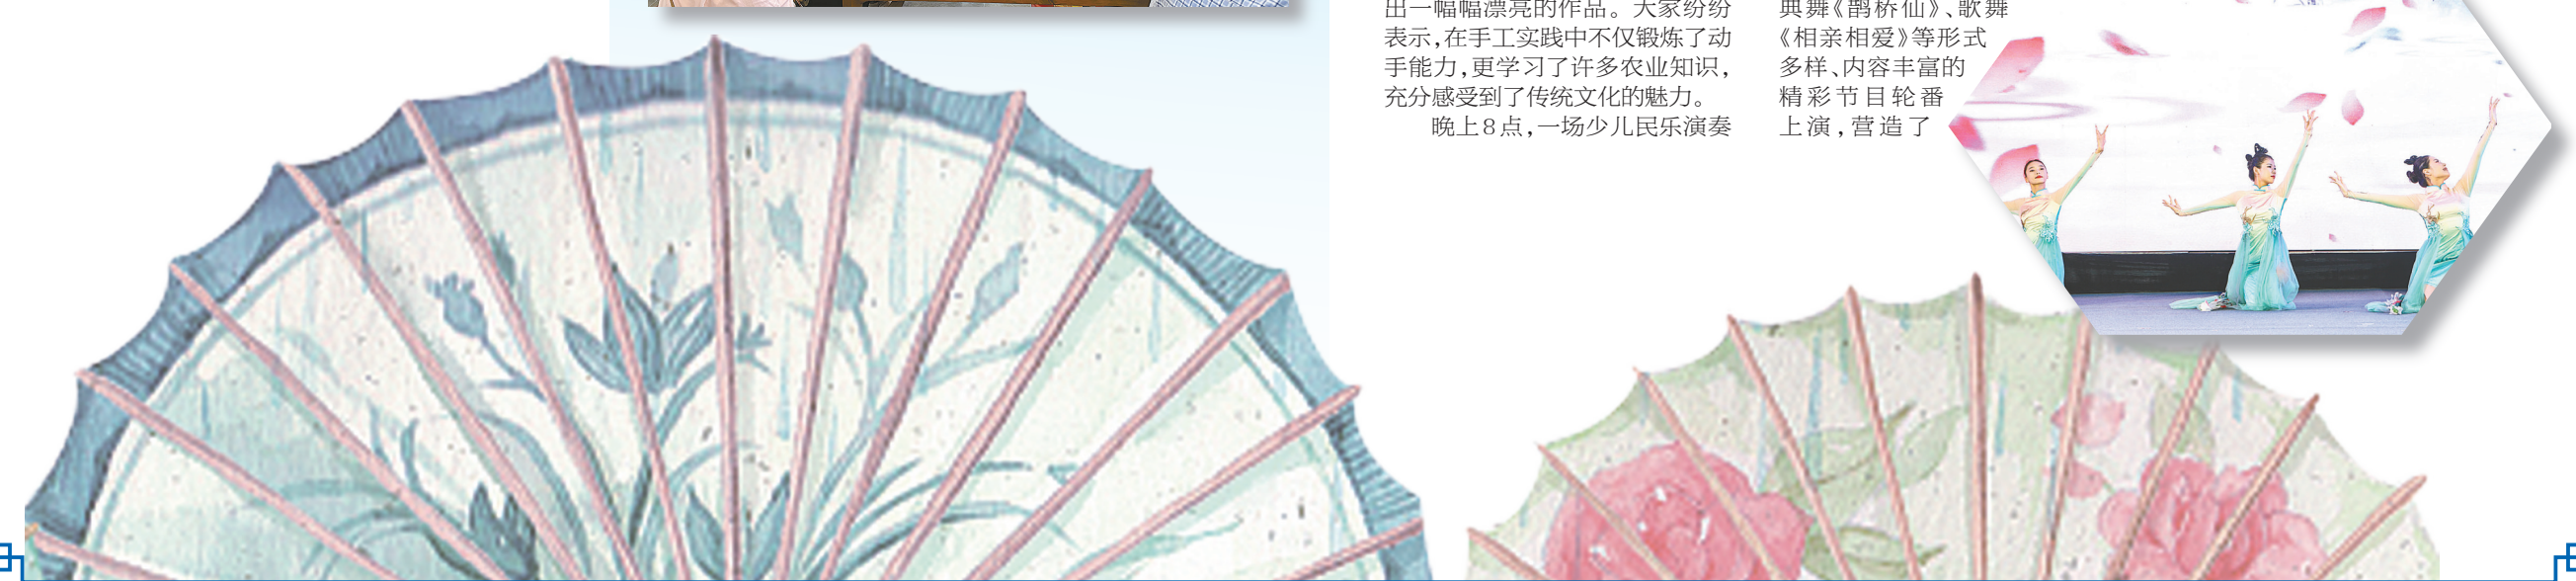 出一幅幅漂亮的作品。大家纷纷
表示,在手工实践中不仅锻炼了动
手能力,更学习了许多农业知识,
充分感受到了传统文化的魅力。
晚上8点,一场少儿民乐演奏
典舞《鹊桥仙》、歌舞
《相亲相爱》等形式
多样、内容丰富的
精彩节目轮番
上演,营造了